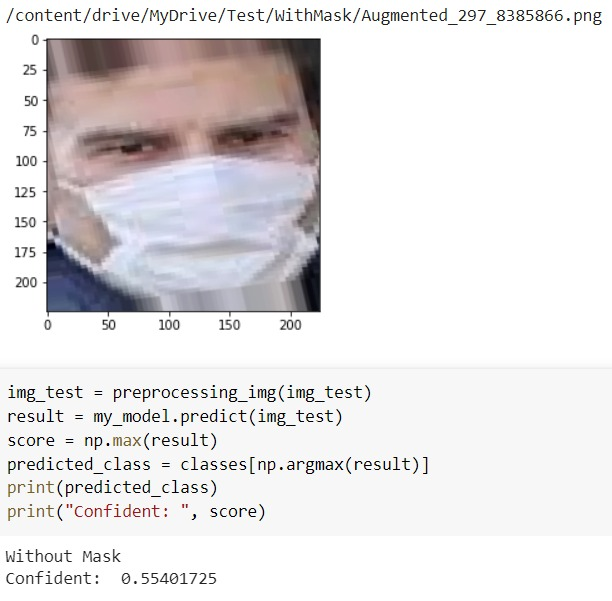 /content/drive/MyDrive/Test/WithMask/Augmented_297_8385866.png
0
25
50
75
100
125
150
175
200
0 50 100 150 200
img_test = preprocessing_img(img_test)
result = my_model.predict(img_test)
score = np.max(result)
predicted_class = classes[np.argmax(result)]
print(predicted_class)
print("Confident: ", score)
Without Mask
Confident:  0.55401725